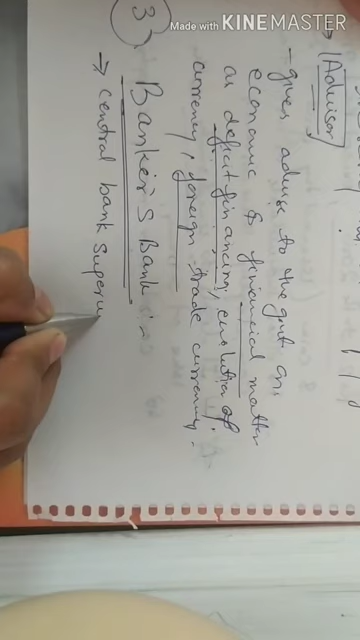 Made with KINEMASTER
→ Advisor
- gives advise to the govt on
economic & financial matter
as deficit financing, evolution of
currency, foreign trade currency.
③ Banker's Bank :-
→ Central bank superv